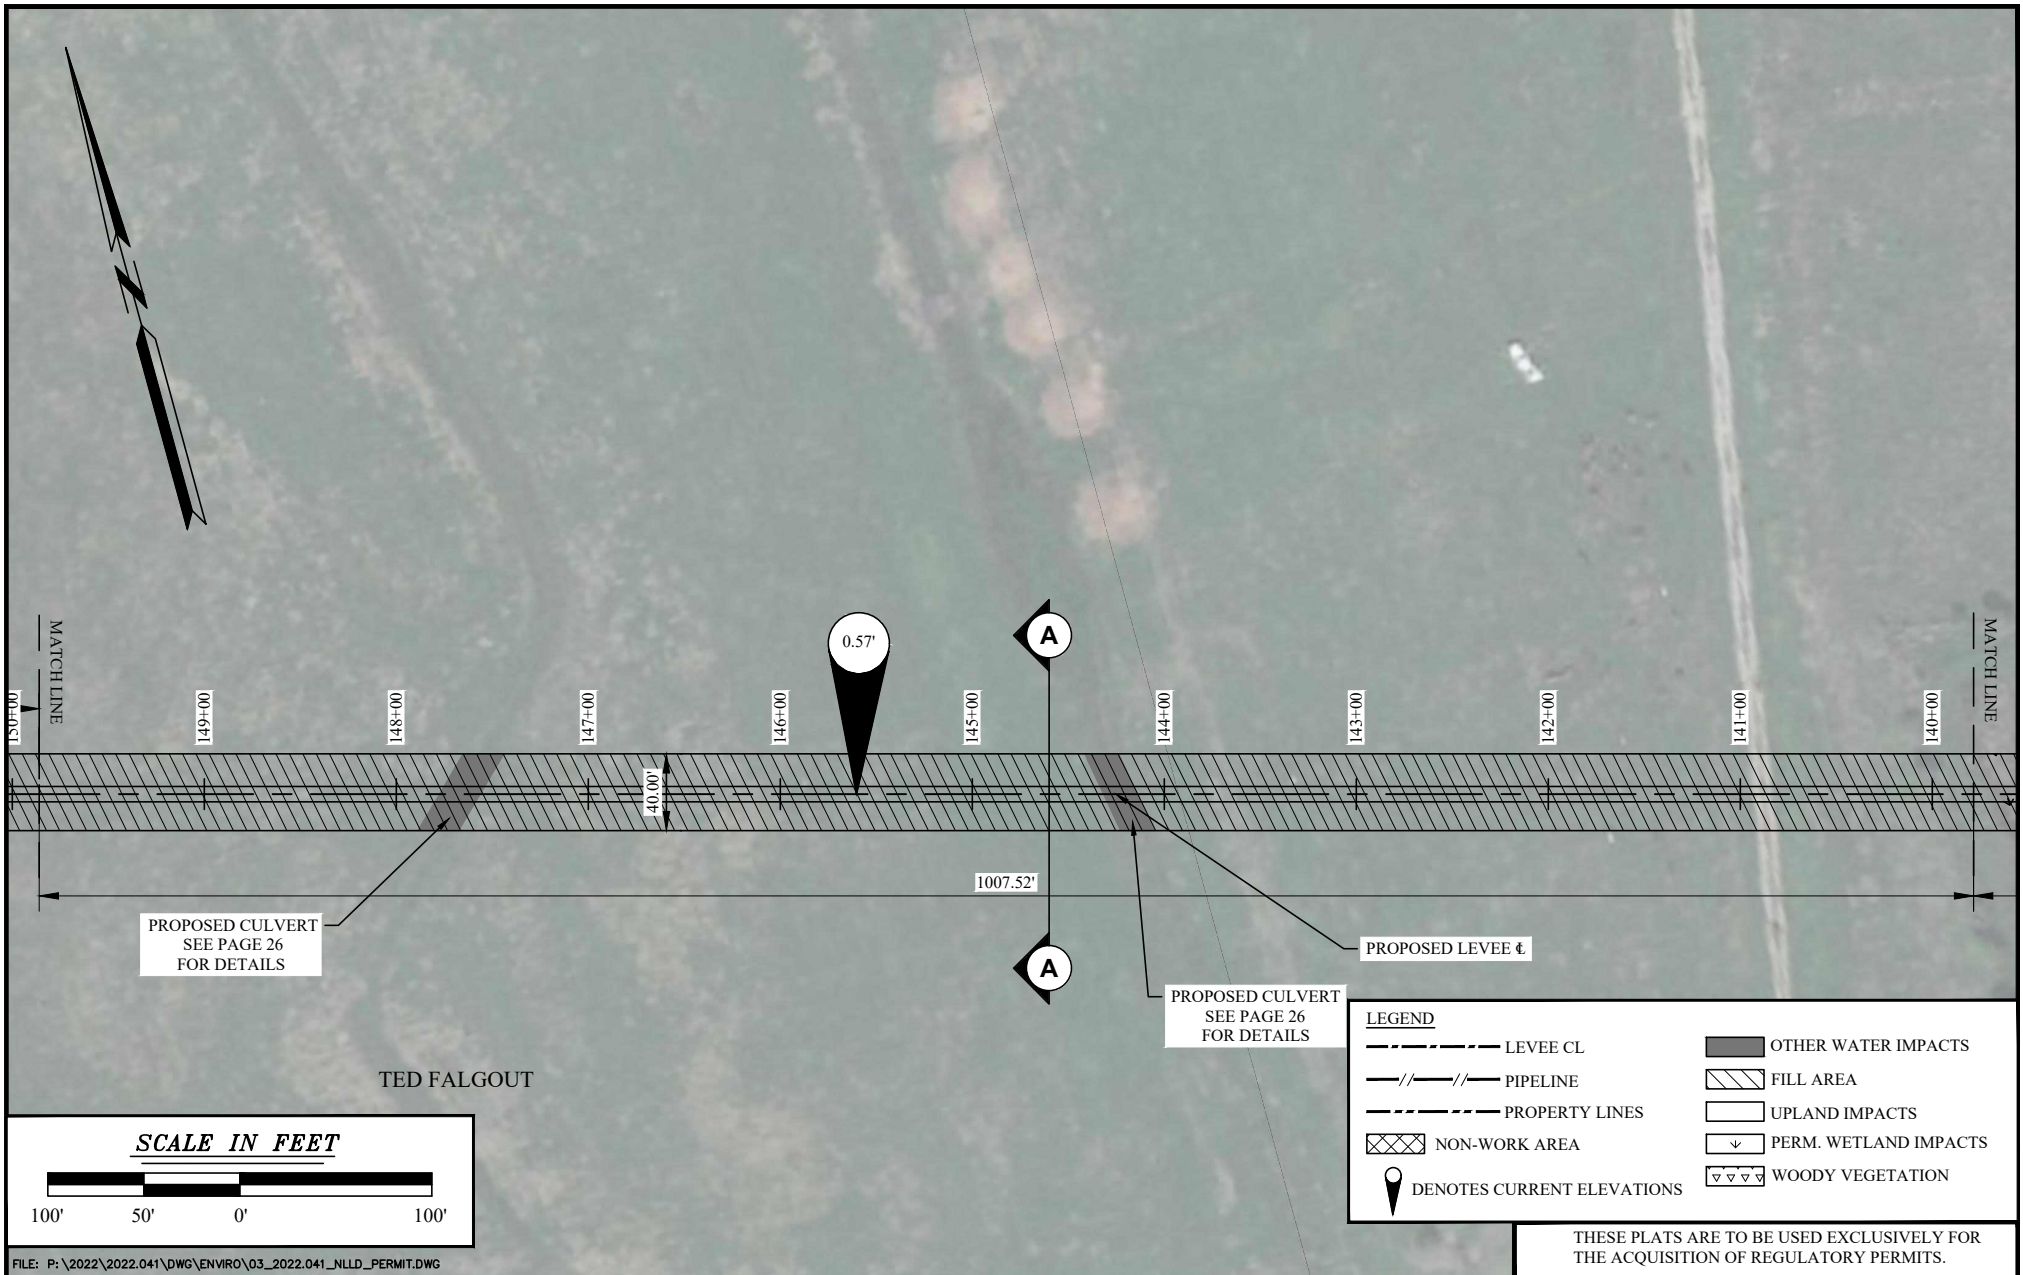 0.57'
A
MATCH LINE
MATCH LINE
150+00
149+00
148+00
147+00
146+00
145+00
144+00
143+00
142+00
141+00
140+00
40.00'
1007.52'
PROPOSED CULVERT
SEE PAGE 26
FOR DETAILS
PROPOSED LEVEE ℄
A
PROPOSED CULVERT
SEE PAGE 26
FOR DETAILS
TED FALGOUT
SCALE IN FEET
100' 50' 0' 100'
LEGEND
LEVEE CL
PIPELINE
PROPERTY LINES
NON-WORK AREA
DENOTES CURRENT ELEVATIONS
OTHER WATER IMPACTS
FILL AREA
UPLAND IMPACTS
PERM. WETLAND IMPACTS
WOODY VEGETATION
THESE PLATS ARE TO BE USED EXCLUSIVELY FOR
THE ACQUISITION OF REGULATORY PERMITS.
FILE: P:\2022\2022.041\DWG\ENVIRO\03_2022.041_NLLD_PERMIT.DWG